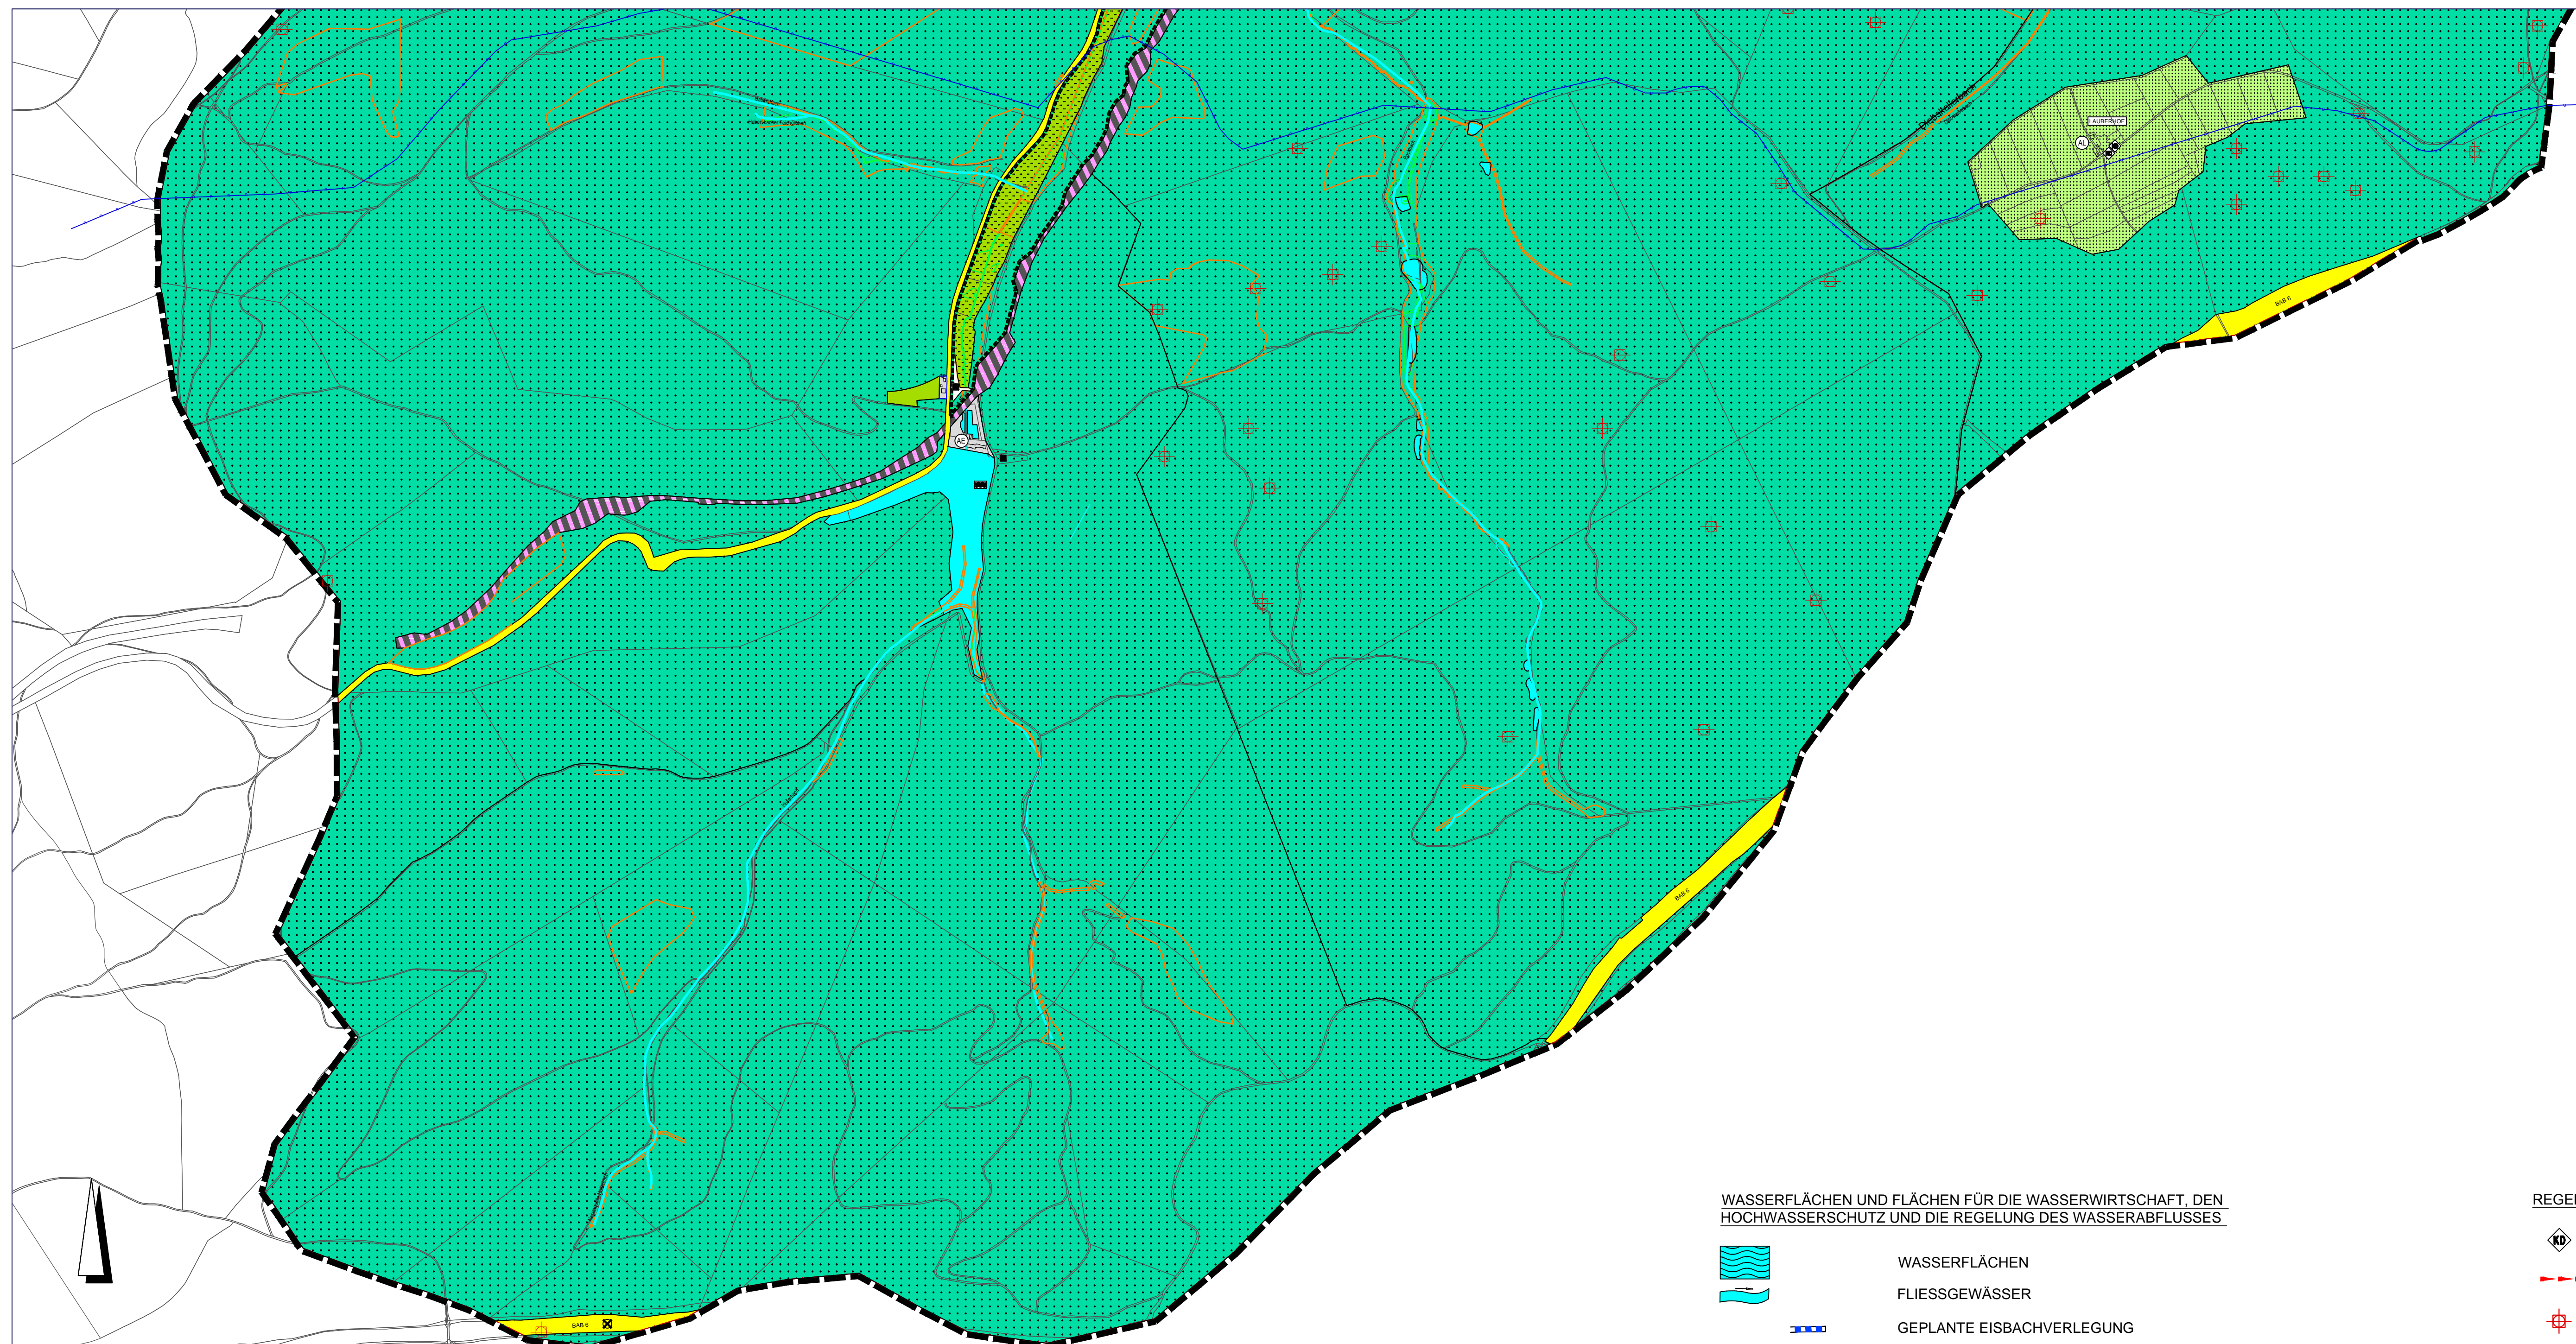 LAUBERHOF
AL
BAB 6
AE
BAB 6
BAB 6
WASSERFLÄCHEN UND FLÄCHEN FÜR DIE WASSERWIRTSCHAFT, DEN
HOCHWASSERSCHUTZ UND DIE REGELUNG DES WASSERABFLUSSES
WASSERFLÄCHEN
FLIESSGEWÄSSER
GEPLANTE EISBACHVERLEGUNG
REGE
KD